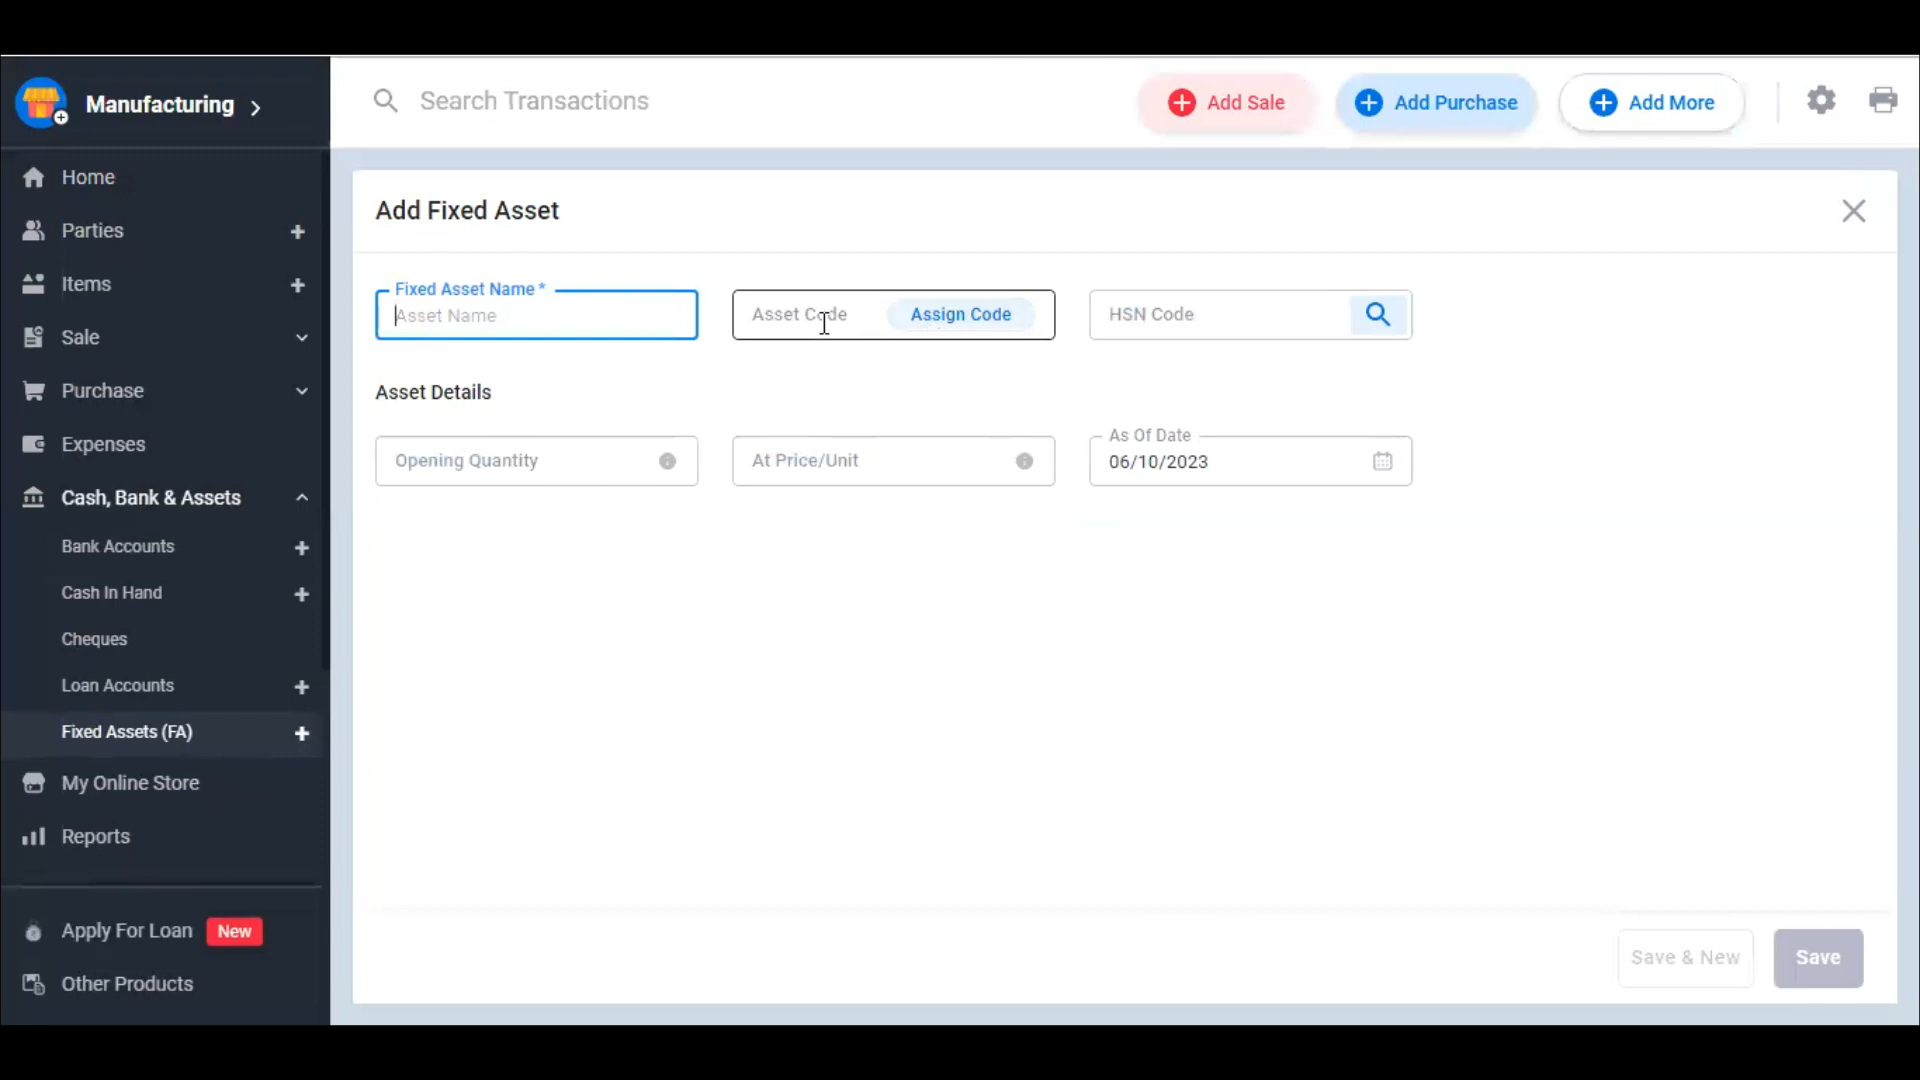 Manufacturing
Search Transactions
Add Sale
Add Purchase
Add More
Home
Parties
Items
Sale
Purchase
Expenses
Cash, Bank & Assets
Bank Accounts
Cash In Hand
Cheques
Loan Accounts
Fixed Assets (FA)
My Online Store
Reports
Apply For Loan New
Other Products
Add Fixed Asset
Fixed Asset Name *
Asset Name
Asset Code
Assign Code
HSN Code
Asset Details
Opening Quantity
At Price/Unit
As Of Date
06/10/2023
Save & New
Save